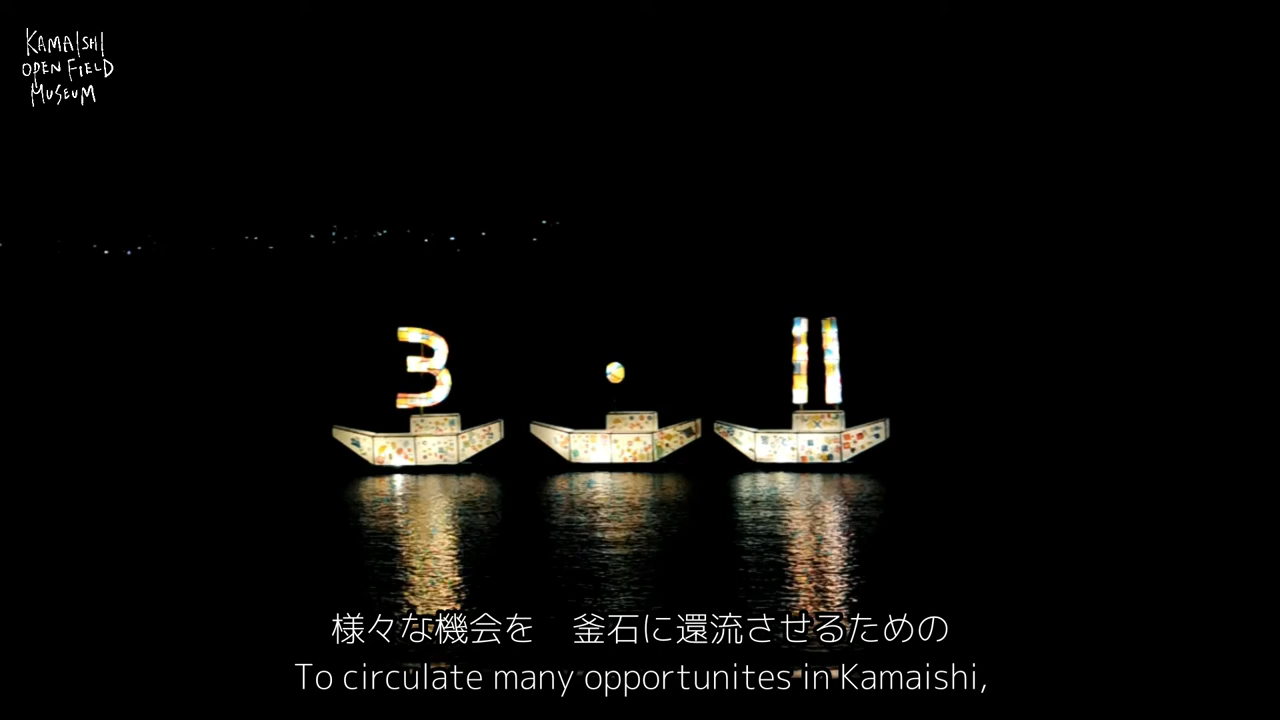 KAMAISHI
OPEN FIELD
MUSEUM
3 . 11
様々な機会を　釜石に還流させるための
To circulate many opportunites in Kamaishi,